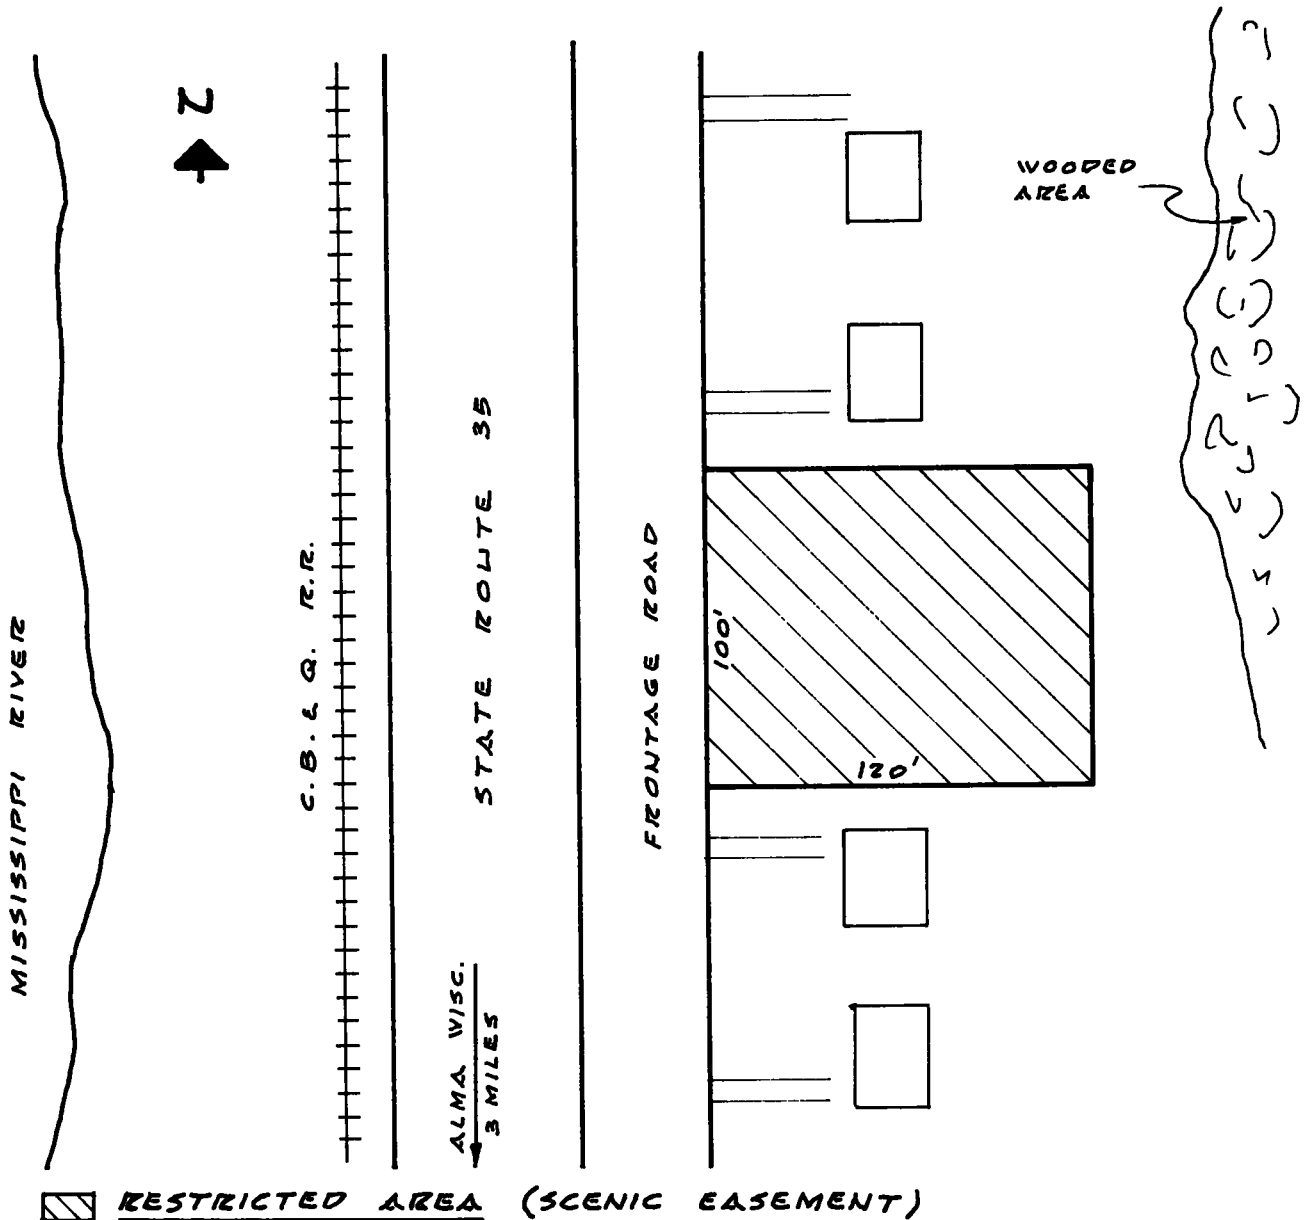 N
WOODED
AREA
MISSISSIPPI RIVER
C.B. & Q. R.R.
STATE ROUTE 35
FRONTAGE ROAD
100'
120'
ALMA WISC.
3 MILES
RESTRICTED AREA (SCENIC EASEMENT)